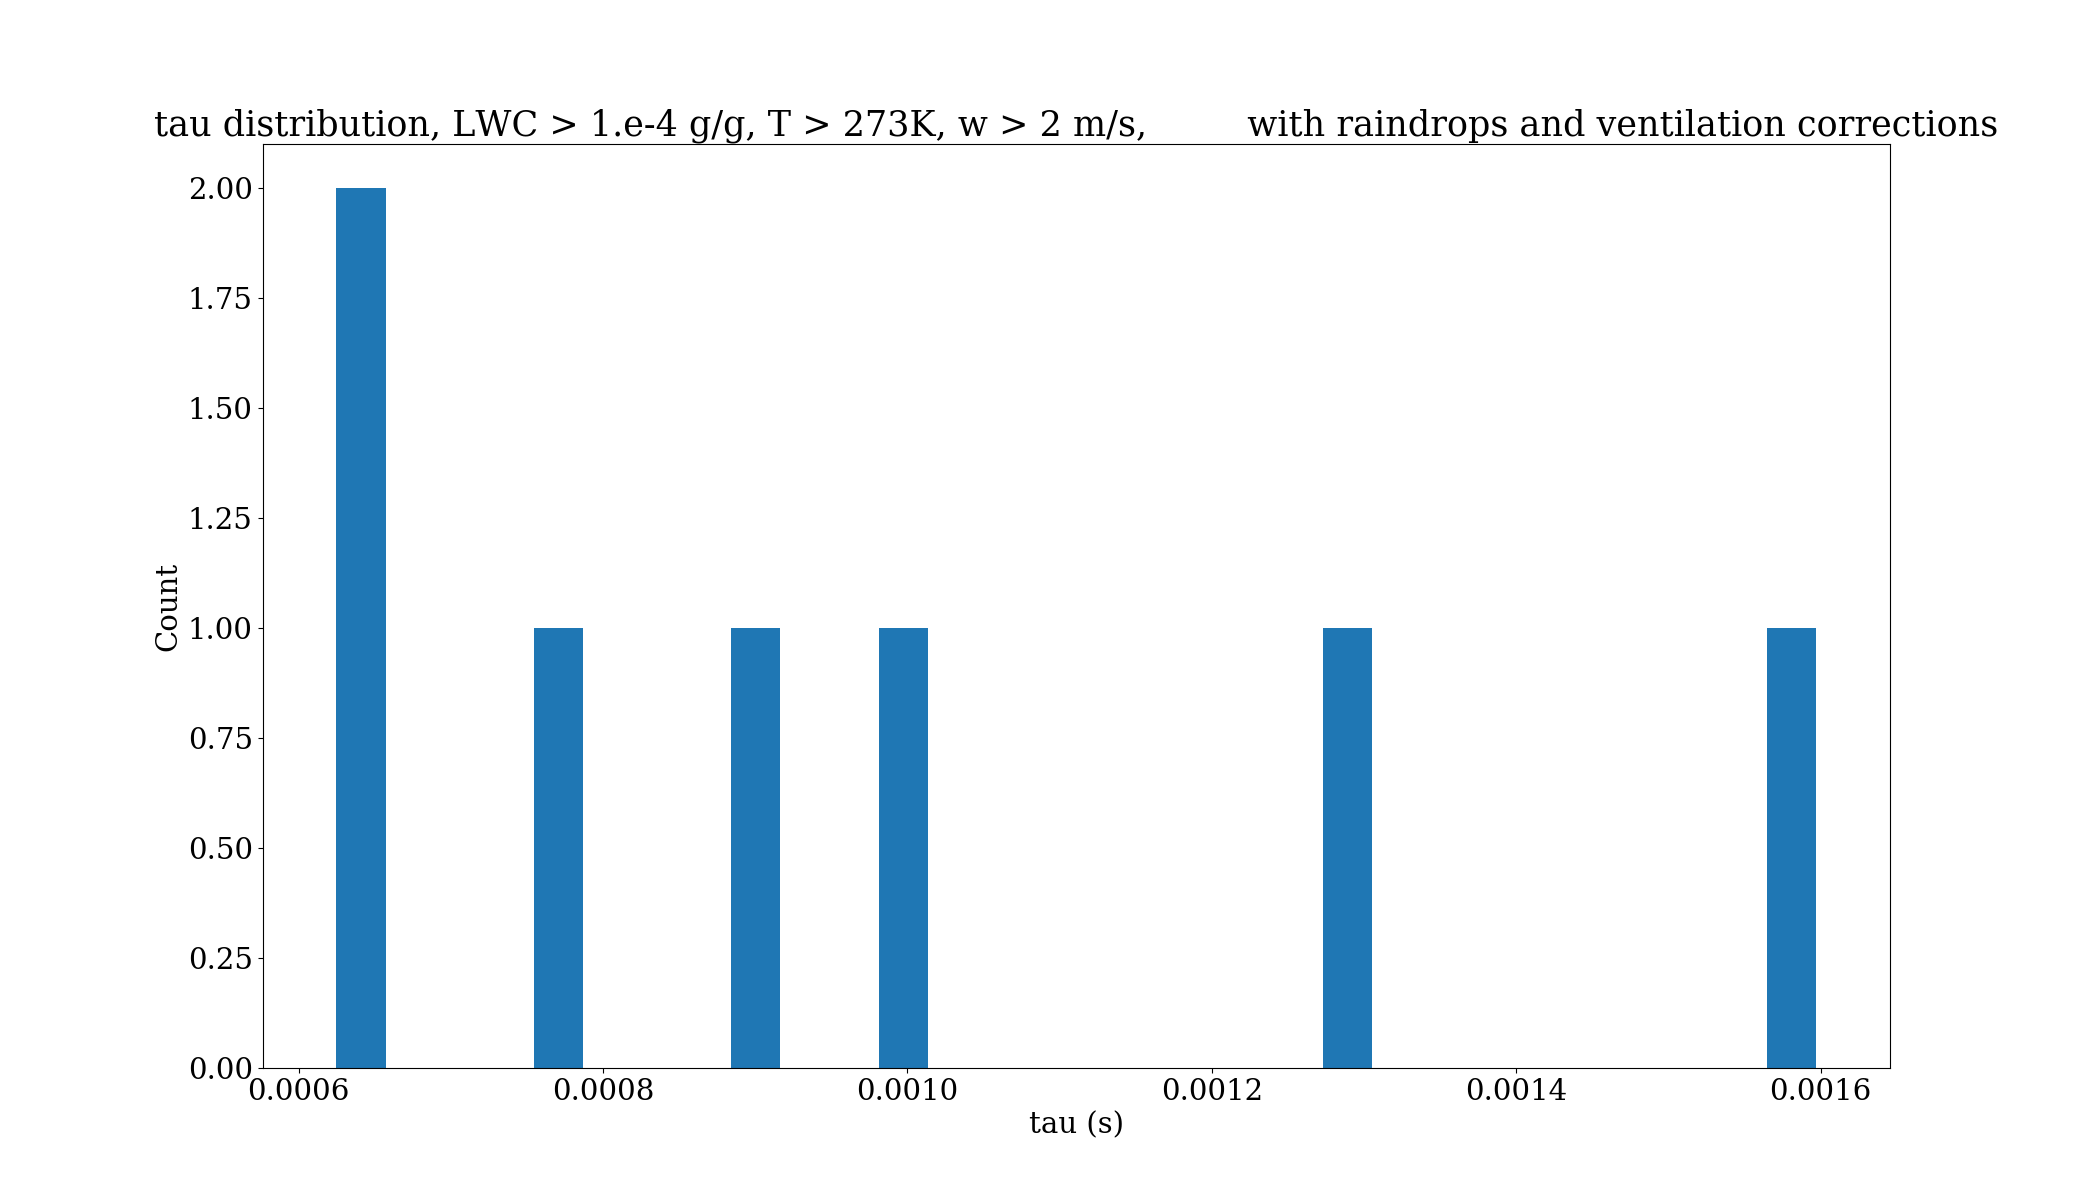 tau distribution, LWC > 1.e-4 g/g, T > 273K, w > 2 m/s, with raindrops and ventilation corrections
2.00
1.75
1.50
1.25
1.00
0.75
0.50
0.25
0.00
Count
0.0006 0.0008 0.0010 0.0012 0.0014 0.0016
tau (s)